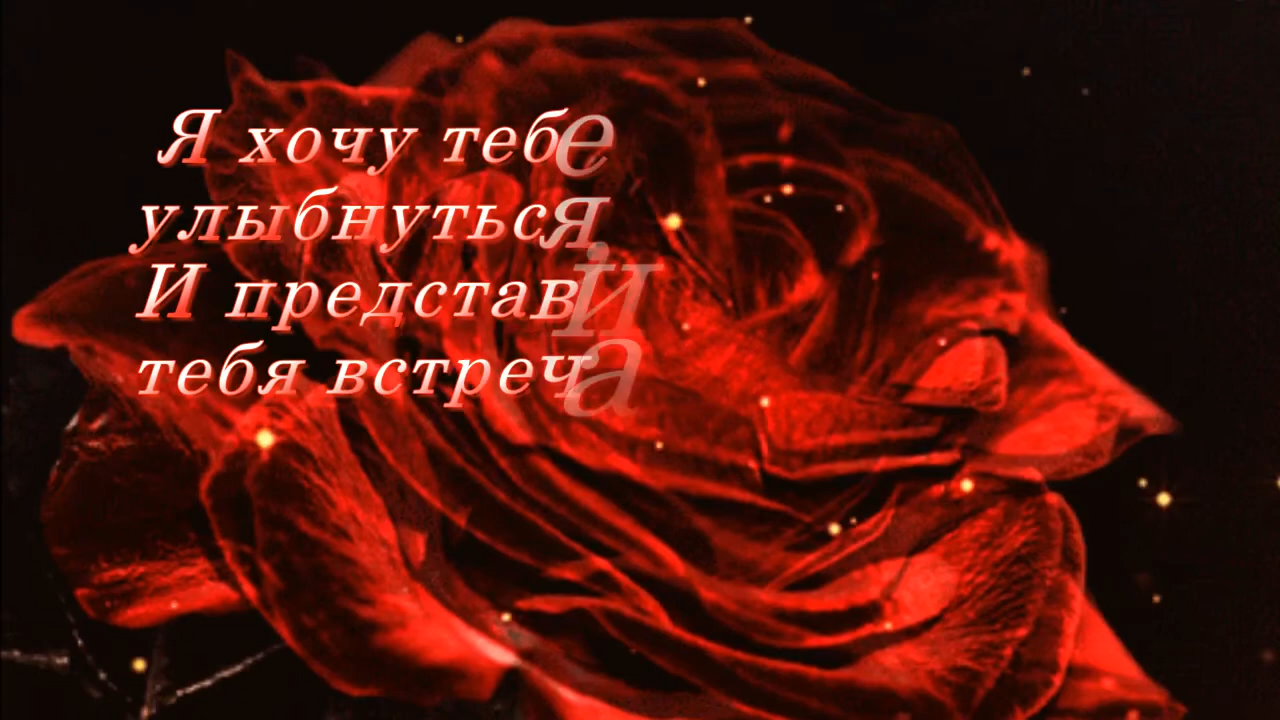 Я хочу тебе
улыбнуться,
И представи
тебя встреча